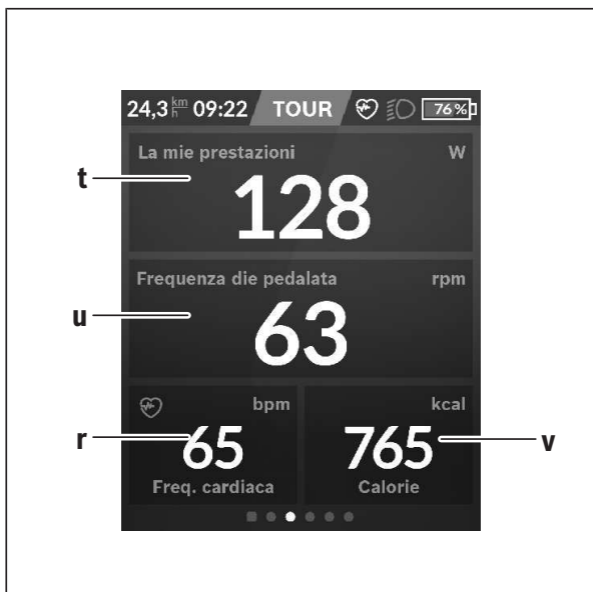 24,3 km/h 09:22 TOUR 76 %
La mie prestazioni W
t
128
Frequenza die pedalata rpm
u
63
bpm kcal
r 65 765 v
Freq. cardiaca Calorie